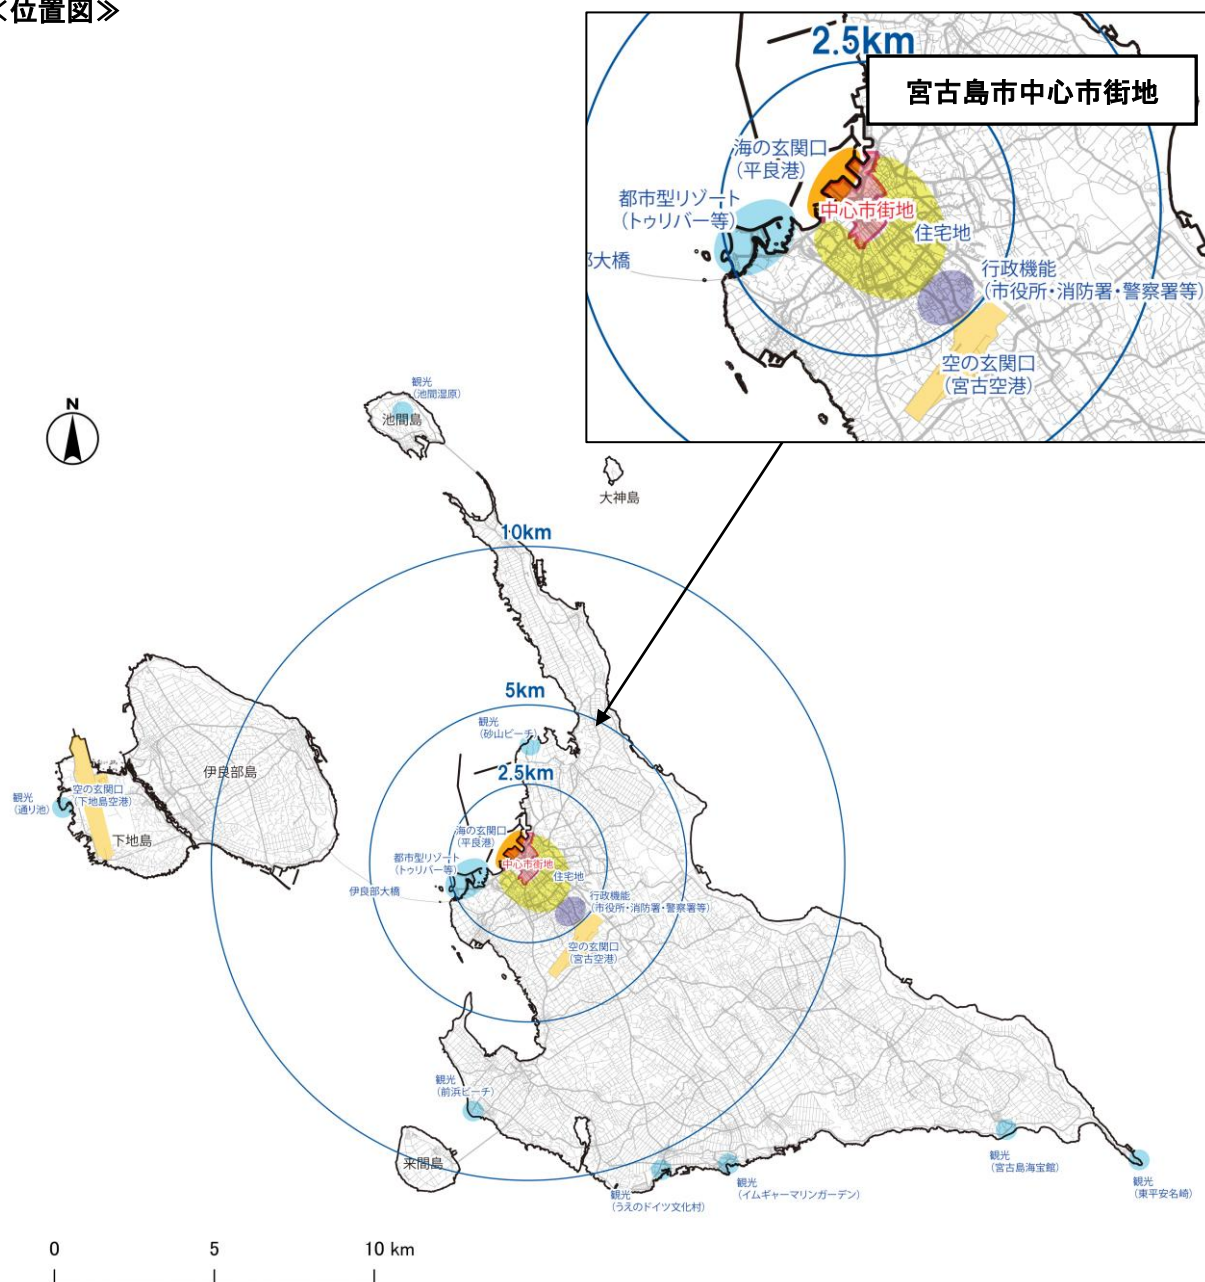 ≪位置図≫
2.5km
宮古島市中心市街地
海の玄関口
（平良港）
都市型リゾート
（トゥリバー等）
中心市街地
住宅地
部大橋
行政機能
（市役所・消防署・警察署等）
空の玄関口
（宮古空港）
N
観光
（池間湿原）
池間島
大神島
10km
5km
観光
（砂山ビーチ）
2.5km
伊良部島
空の玄関口
（下地島空港）
観光
（通り池）
下地島
海の玄関口
（平良港）
都市型リゾート
（トゥリバー等）
中心市街地
住宅地
伊良部大橋
行政機能
（市役所・消防署・警察署等）
空の玄関口
（宮古空港）
観光
（前浜ビーチ）
来間島
観光
（うえのドイツ文化村）
観光
（イムギャーマリンガーデン）
観光
（宮古島海宝館）
観光
（東平安名崎）
0 5 10 km